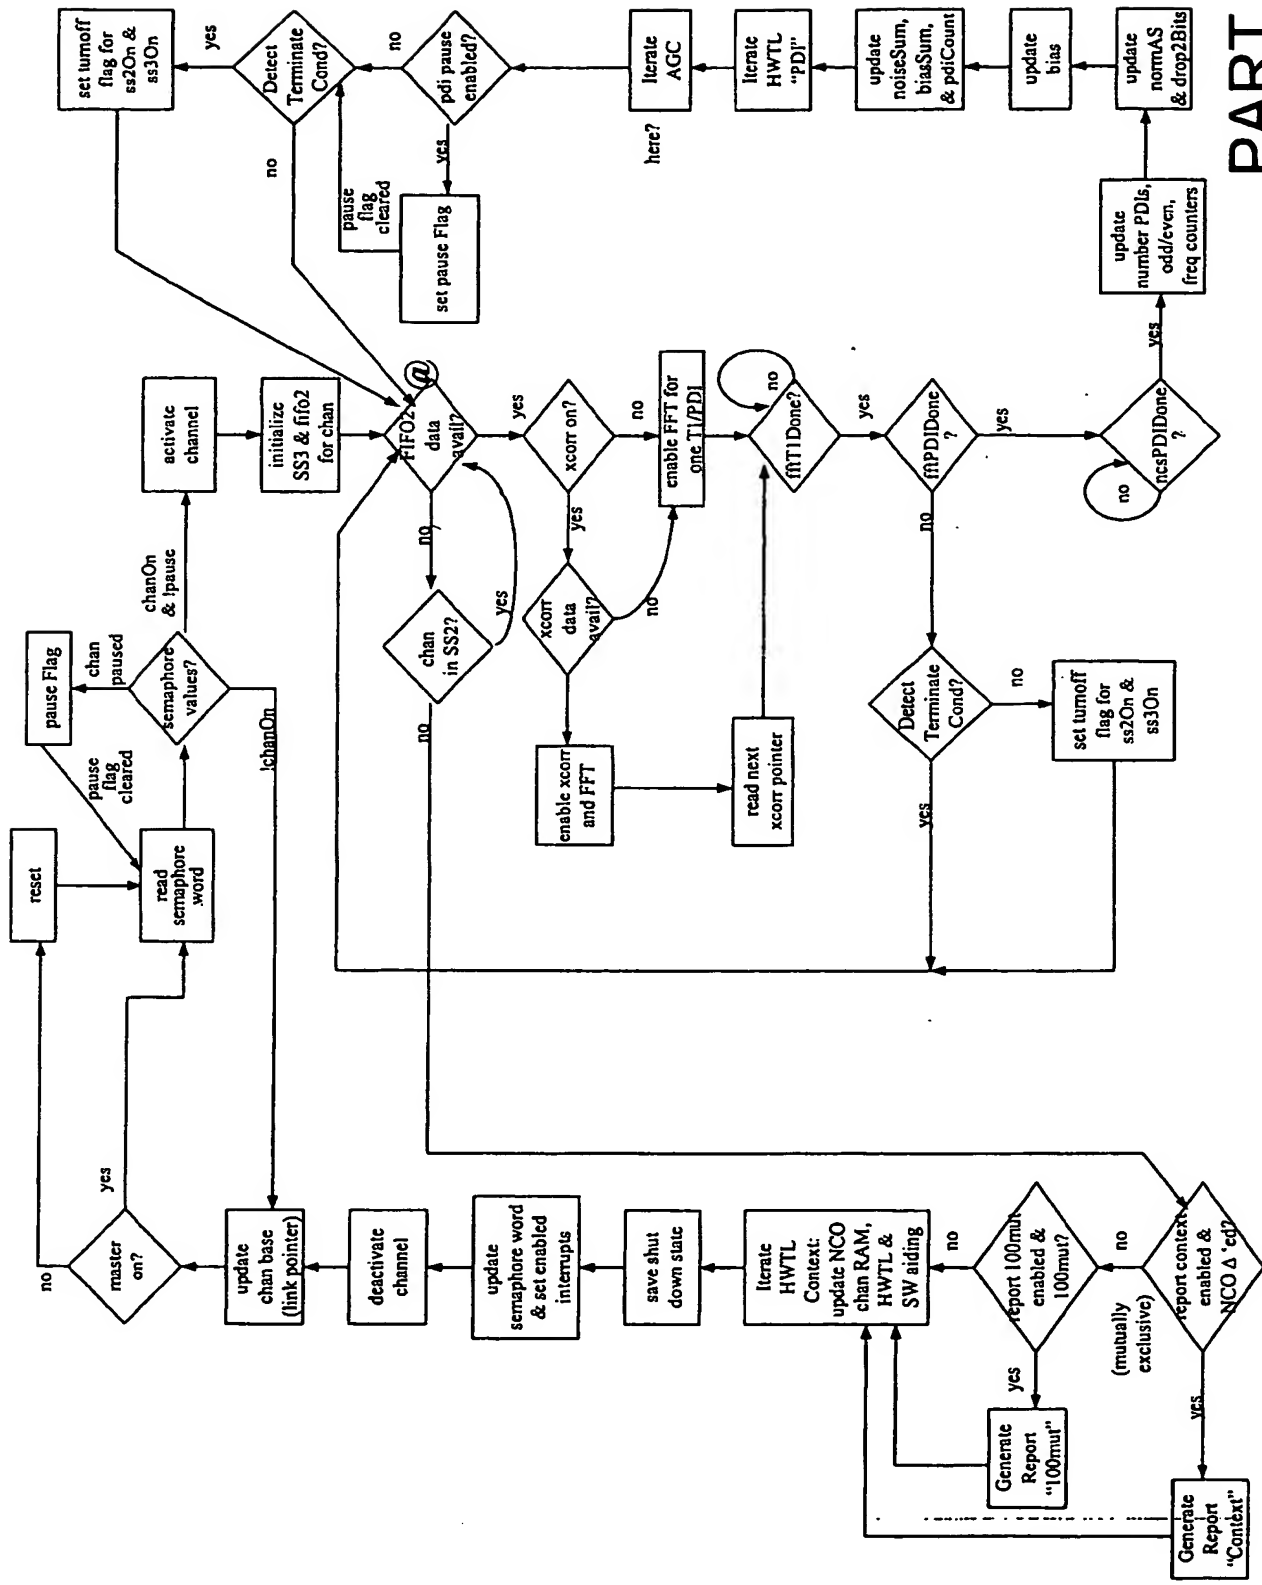 set turnoff
flag for
ss2On &
ss3On
yes
Detect
Terminate
Cond?
no
no
pdi pause
enabled?
yes
pause
flag
cleared
set pause Flag
Iterate
AGC
here?
Iterate
HWTL
"PDI"
update
noiseSum,
biasSum,
& pdiCount
update
bias
update
normAS
& drop2Bits
update
number PDIs,
odd/even,
freq counters
yes
PART
activate
channel
initialize
SS3 & fifo2
for chan
FIFO2
data
avail?
@
yes
no
chan
in SS2?
yes
no
xcorr on?
no
yes
xcorr
data
avail?
no
enable FFT for
one T1/PDI
enable xcorr
and FFT
read next
xcorr pointer
fftT1Done?
no
yes
fftPDIDone
?
yes
no
ncsPDIDone
?
no
Detect
Terminate
Cond?
no
yes
set turnoff
flag for
ss2On &
ss3On
reset
pause Flag
pause
flag
cleared
chan
paused
read
semaphore
word
semaphore
values?
chanOn
& !pause
!chanOn
master
on?
no
yes
update
chan base
(link pointer)
deactivate
channel
update
semaphore word
& set enabled
interrupts
save shut
down state
Iterate
HWTL
Context:
update NCO
chan RAM,
HWTL &
SW aiding
no
report 100mut
enabled &
100mut?
yes
Generate
Report
"100mut"
no
(mutually
exclusive)
report context
enabled &
NCO Δ'ed?
yes
Generate
Report
"Context"